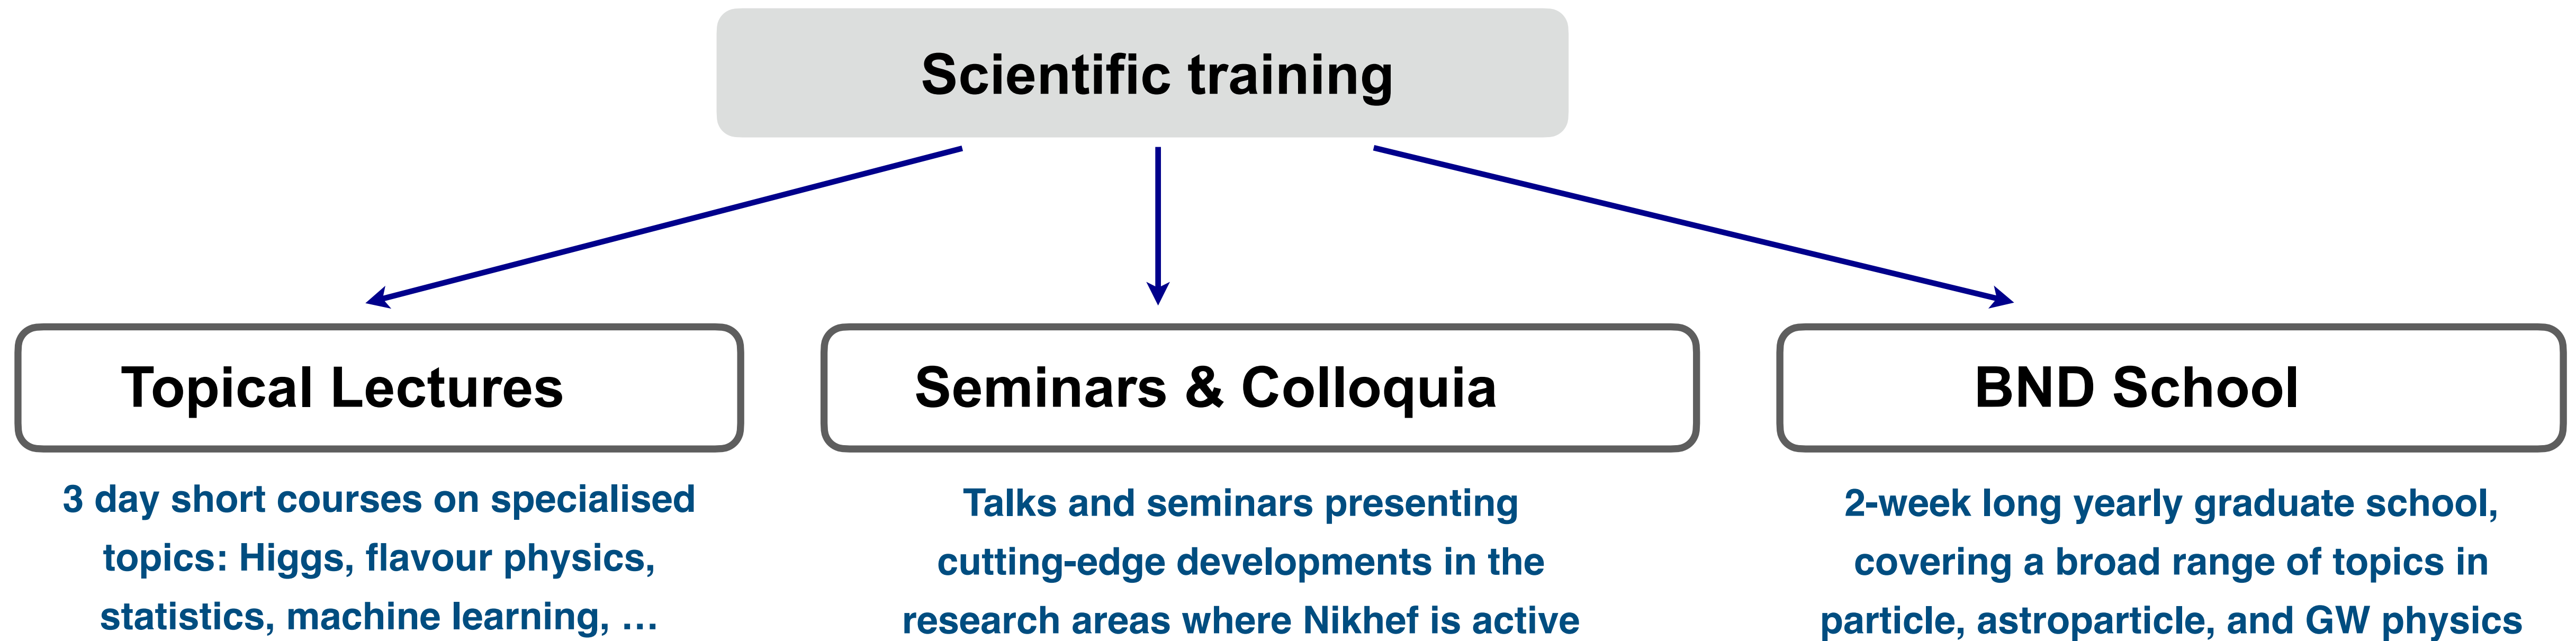 Scientific training
Topical Lectures
3 day short courses on specialised
topics: Higgs, flavour physics,
statistics, machine learning, …
Seminars & Colloquia
Talks and seminars presenting
cutting-edge developments in the
research areas where Nikhef is active
BND School
2-week long yearly graduate school,
covering a broad range of topics in
particle, astroparticle, and GW physics